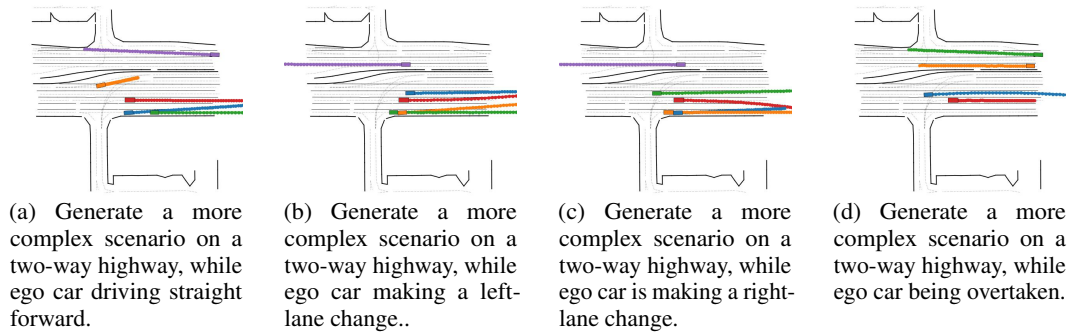 (a) Generate a more
complex scenario on a
two-way highway, while
ego car driving straight
forward.
(b) Generate a more
complex scenario on a
two-way highway, while
ego car making a left-
lane change..
(c) Generate a more
complex scenario on a
two-way highway, while
ego car is making a right-
lane change.
(d) Generate a more
complex scenario on a
two-way highway, while
ego car being overtaken.